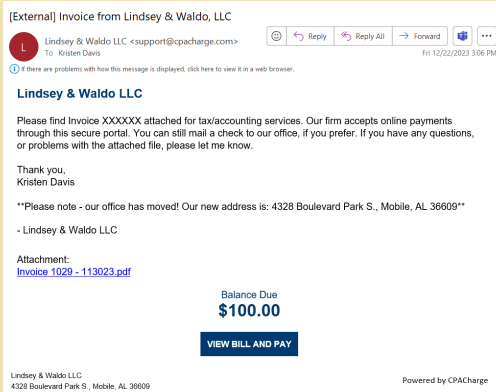 [External] Invoice from Lindsey & Waldo, LLC
L
Lindsey & Waldo LLC <support@cpacharge.com>
To Kristen Davis
Reply
Reply All
Forward
Fri 12/22/2023 3:06 PM
If there are problems with how this message is displayed, click here to view it in a web browser.
Lindsey & Waldo LLC
Please find Invoice XXXXXX attached for tax/accounting services. Our firm accepts online payments
through this secure portal. You can still mail a check to our office, if you prefer. If you have any questions,
or problems with the attached file, please let me know.
Thank you,
Kristen Davis
**Please note - our office has moved! Our new address is: 4328 Boulevard Park S., Mobile, AL 36609**
- Lindsey & Waldo LLC
Attachment:
Invoice 1029 - 113023.pdf
Balance Due
$100.00
VIEW BILL AND PAY
Lindsey & Waldo LLC
4328 Boulevard Park S., Mobile, AL 36609
Powered by CPACharge